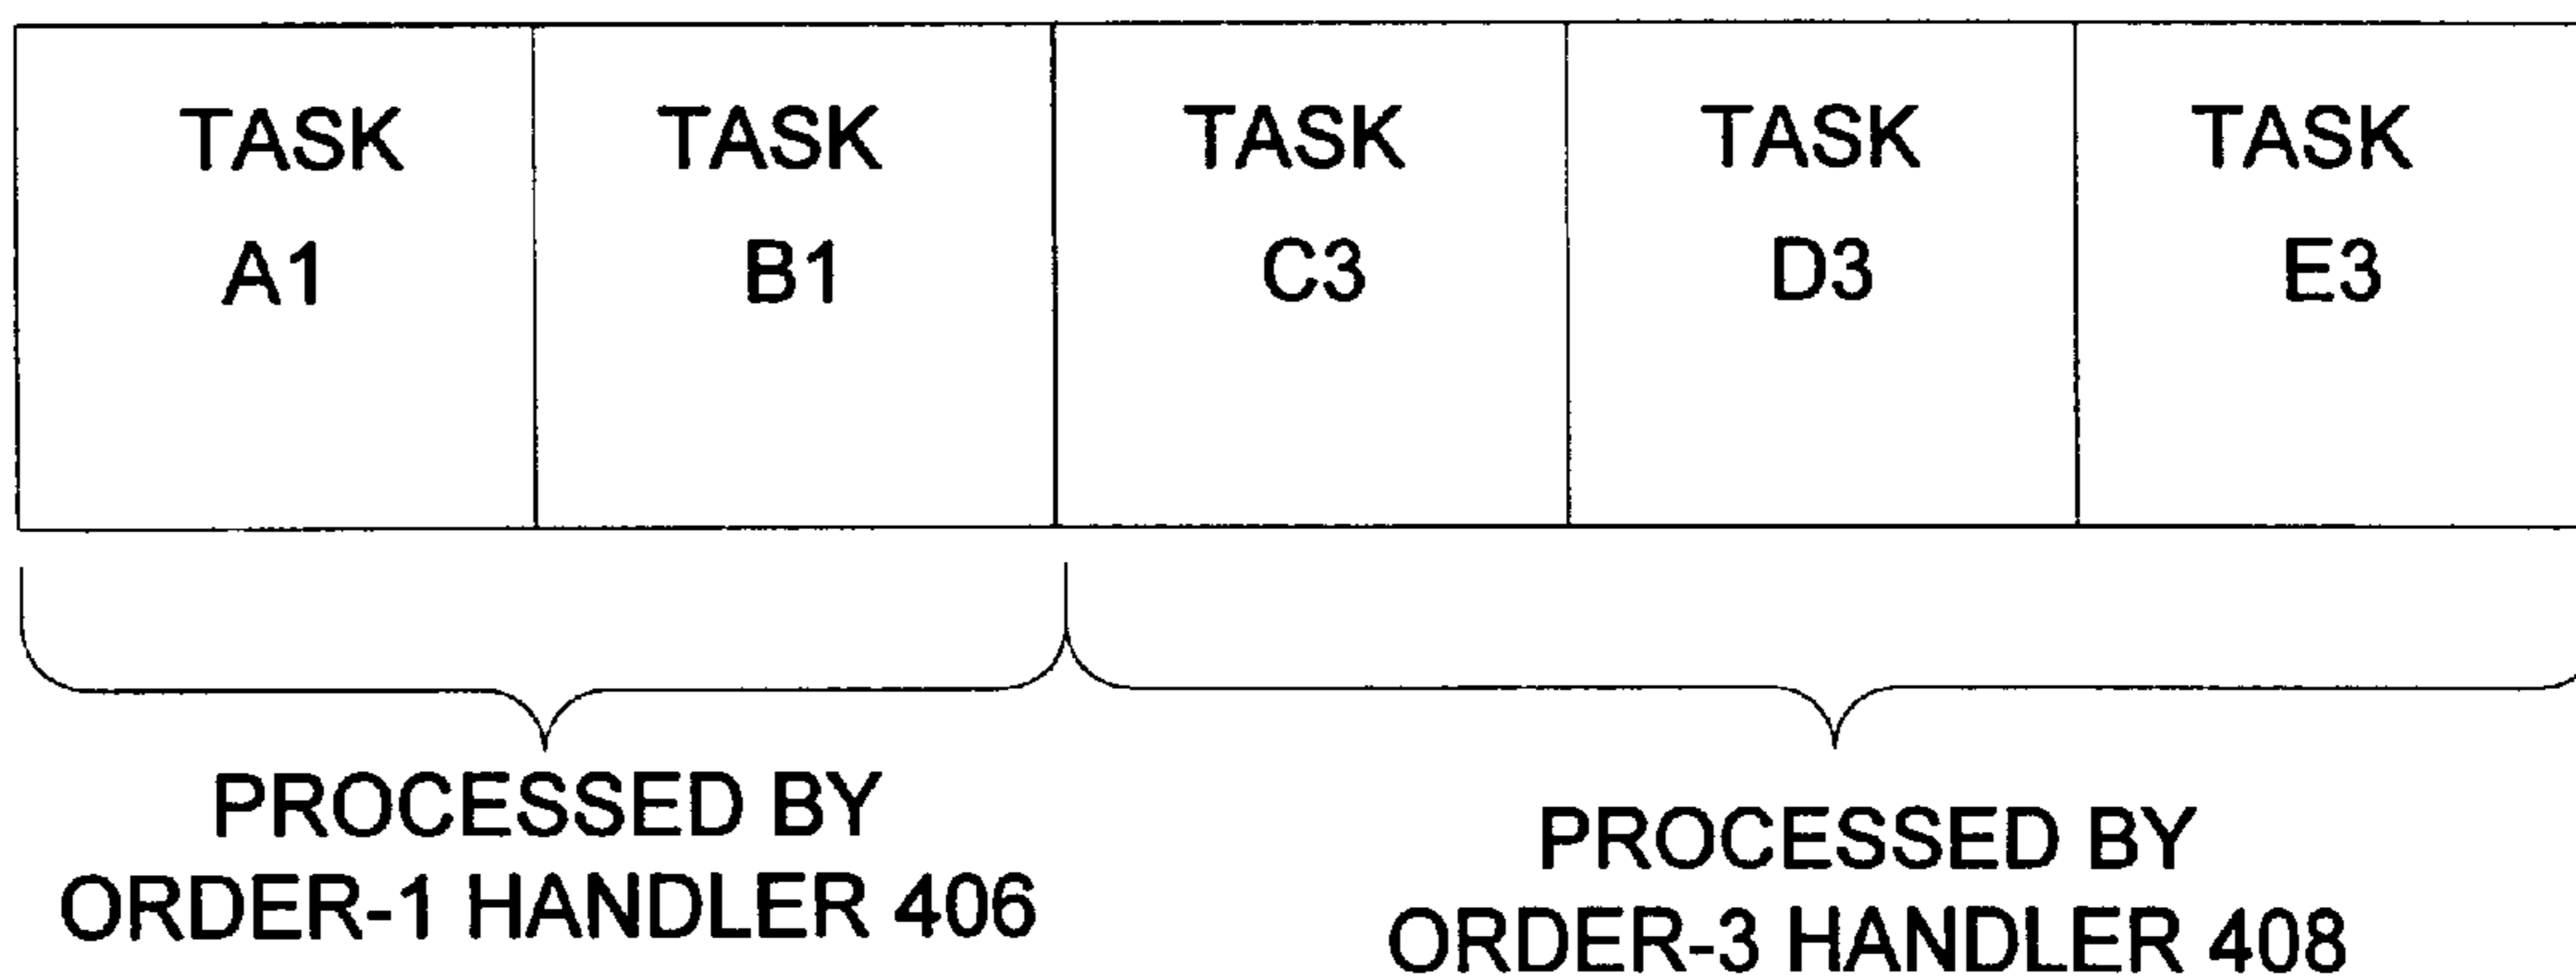 TASK
A1
TASK
B1
TASK
C3
TASK
D3
TASK
E3
PROCESSED BY
ORDER-1 HANDLER 406
PROCESSED BY
ORDER-3 HANDLER 408